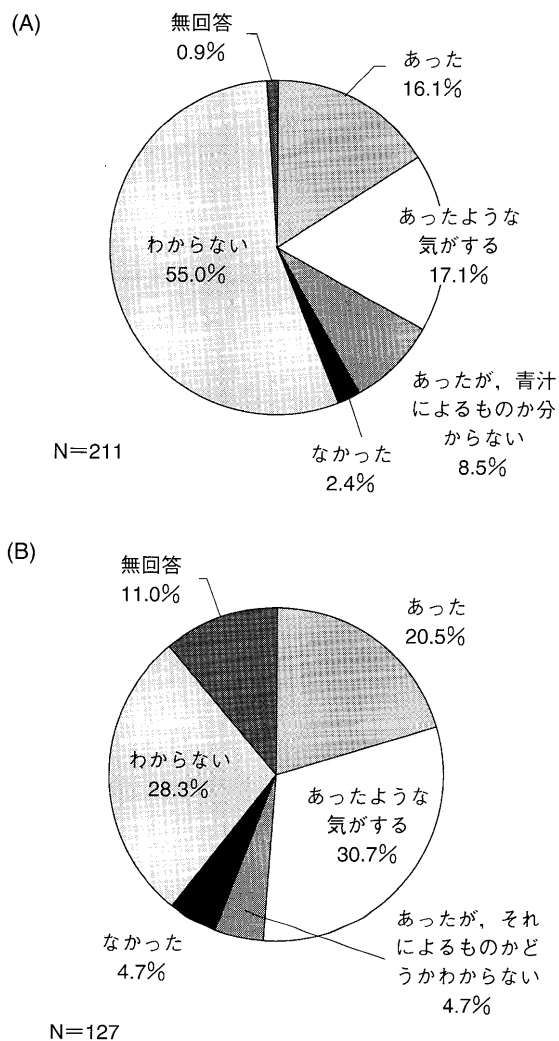 (A)
無回答
0.9%
あった
16.1%
あったような
気がする
17.1%
わからない
55.0%
あったが，青汁
によるものか分
からない
8.5%
なかった
2.4%
N＝211
(B)
無回答
11.0%
あった
20.5%
わからない
28.3%
あったような
気がする
30.7%
あったが，それ
によるものかど
うかわからない
4.7%
なかった
4.7%
N＝127